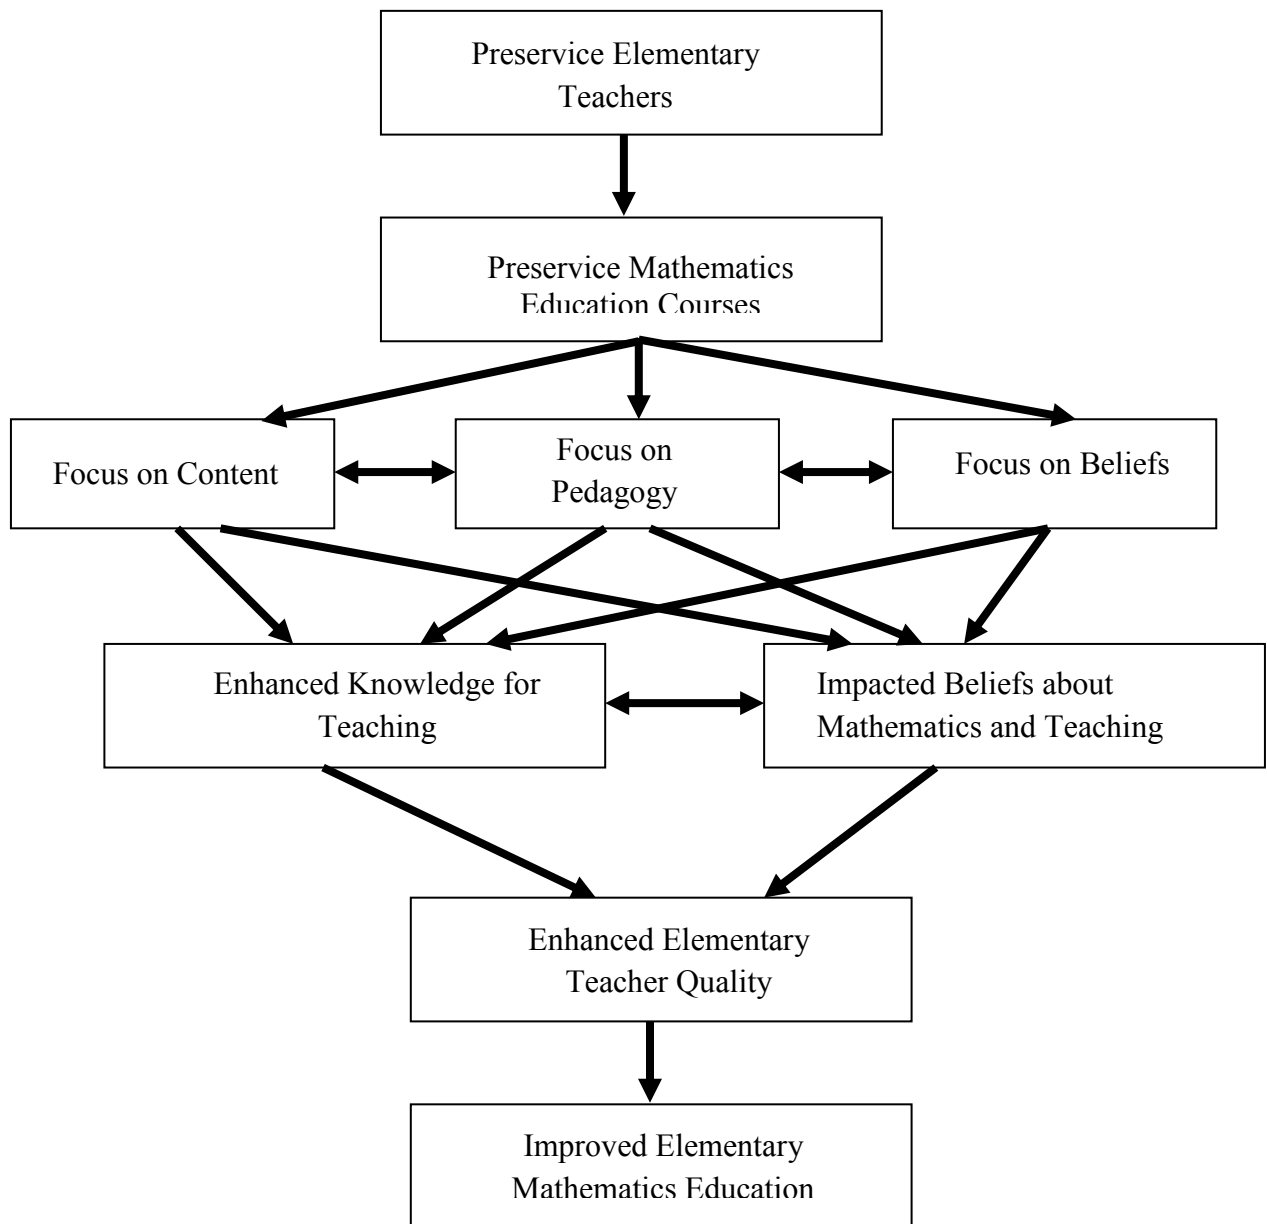 Preservice Elementary
Teachers
Preservice Mathematics
Education Courses
Focus on Content
Focus on
Pedagogy
Focus on Beliefs
Enhanced Knowledge for
Teaching
Impacted Beliefs about
Mathematics and Teaching
Enhanced Elementary
Teacher Quality
Improved Elementary
Mathematics Education